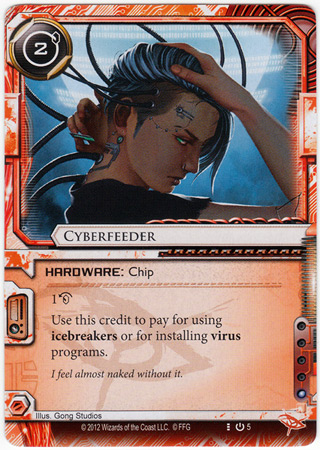 2
CYBERFEEDER
HARDWARE: Chip
1
Use this credit to pay for using
icebreakers or for installing virus
programs.
I feel almost naked without it.
Illus. Gong Studios
© 2012 Wizards of the Coast LLC. © FFG 5